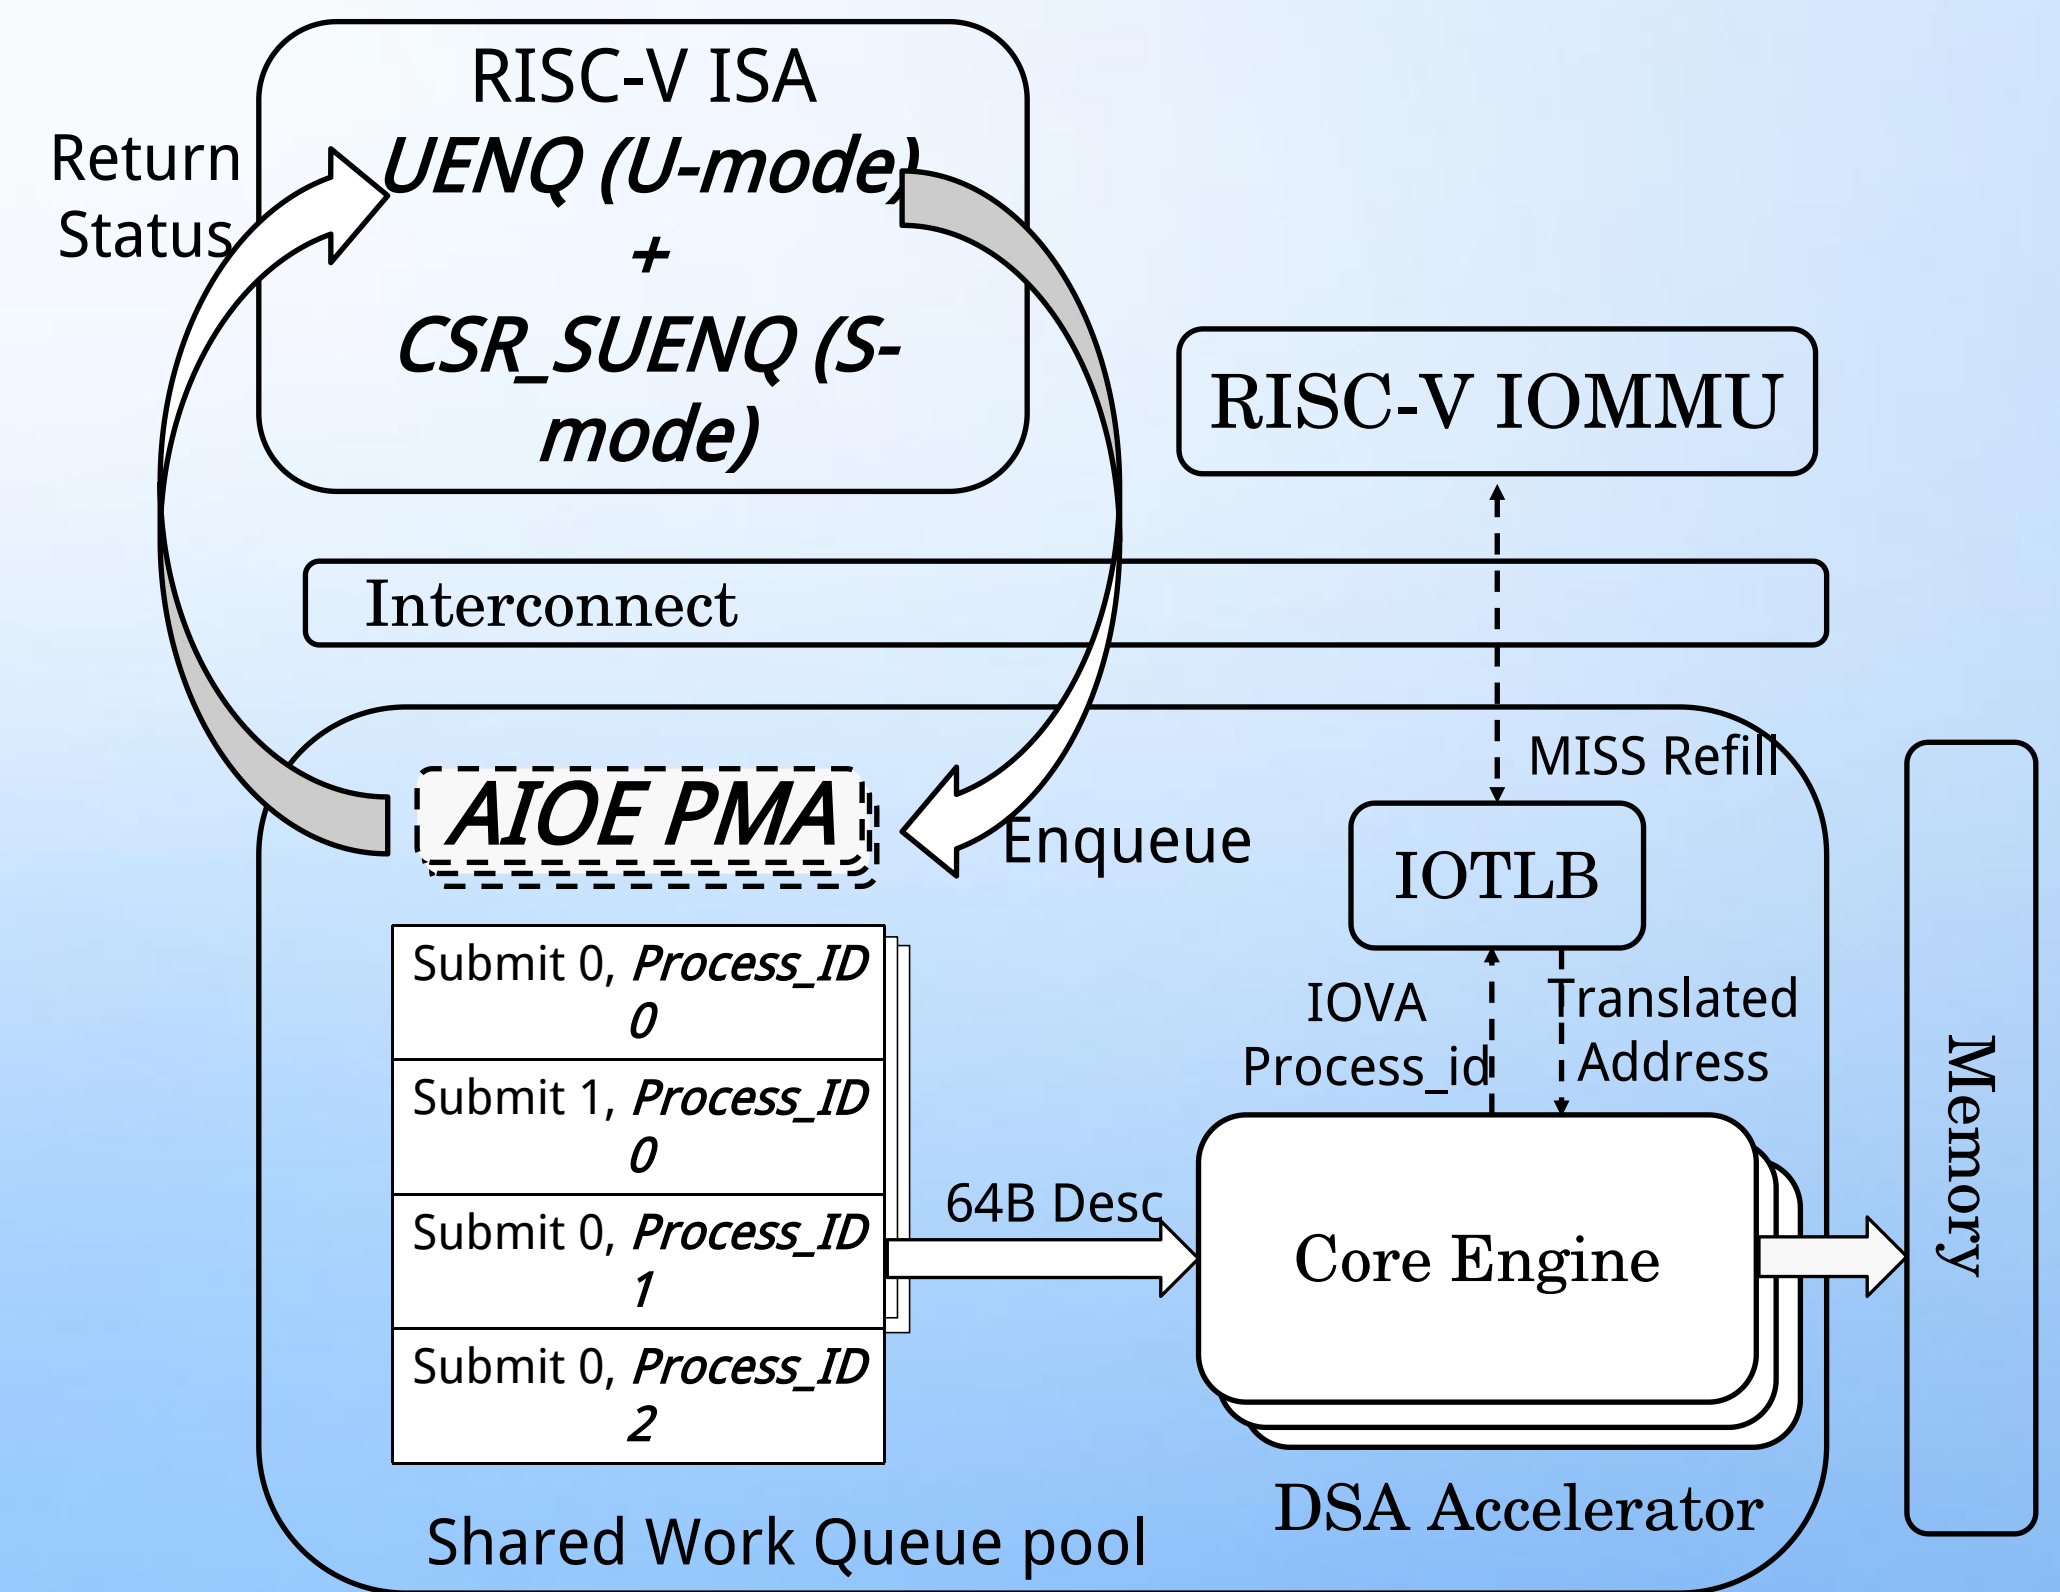 RISC-V ISA
UENQ (U-mode)
+
CSR_SUENQ (S-
mode)
Return
Status
RISC-V IOMMU
Interconnect
MISS Refill
AIOE PMA
Enqueue
IOTLB
Submit 0, Process_ID
0
Submit 1, Process_ID
0
Submit 0, Process_ID
1
Submit 0, Process_ID
2
IOVA
Process_id
Translated
Address
64B Desc
Core Engine
Memory
DSA Accelerator
Shared Work Queue pool